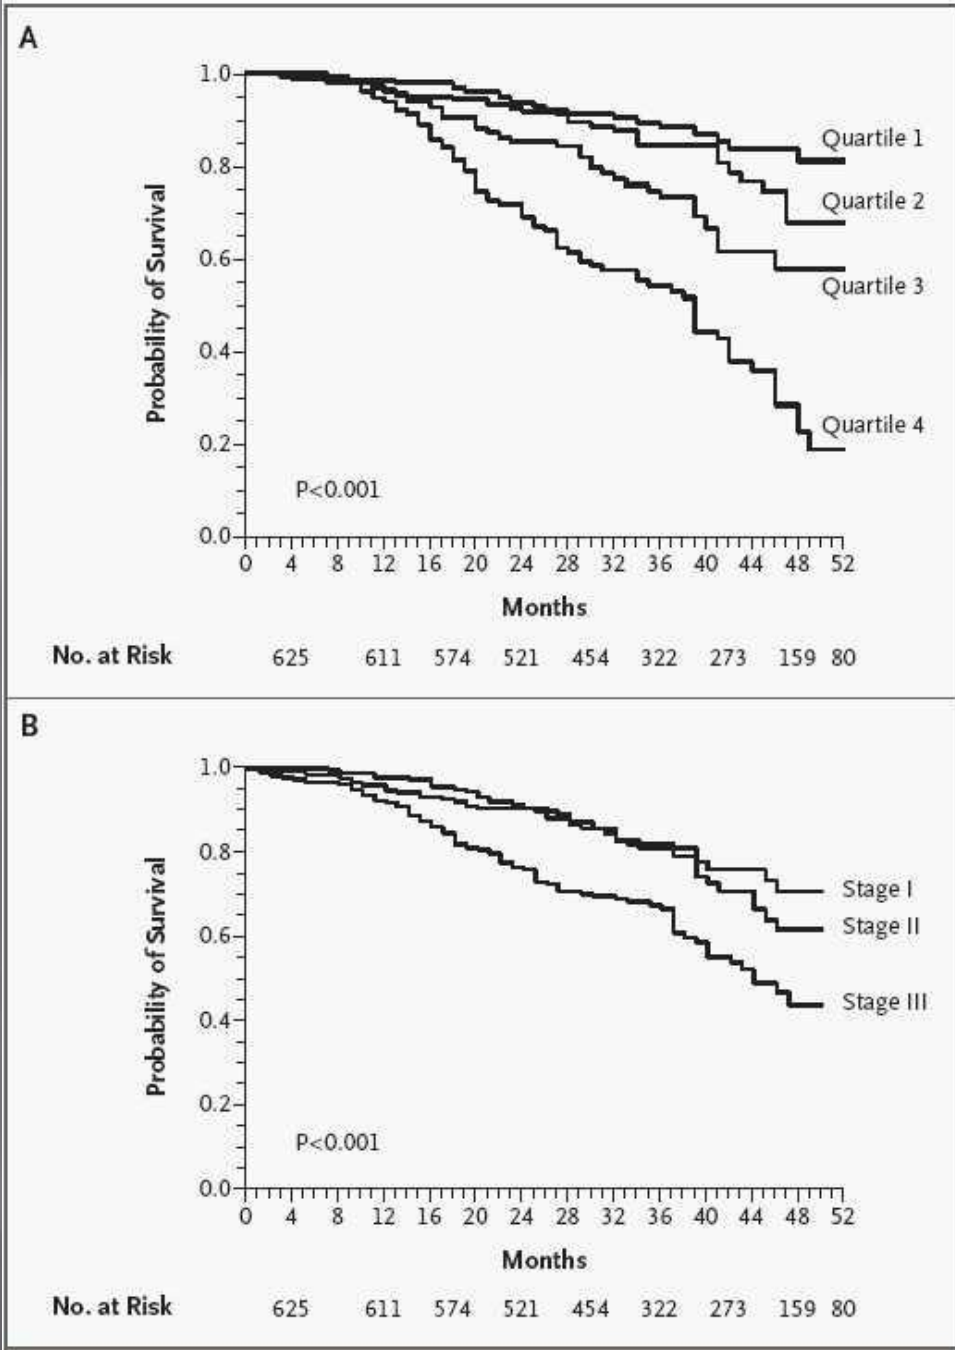 A
1.0
0.8
0.6
0.4
0.2
0.0
Probability of Survival
Quartile 1
Quartile 2
Quartile 3
Quartile 4
P<0.001
0 4 8 12 16 20 24 28 32 36 40 44 48 52
Months
No. at Risk 625 611 574 521 454 322 273 159 80
B
1.0
0.8
0.6
0.4
0.2
0.0
Probability of Survival
Stage I
Stage II
Stage III
P<0.001
0 4 8 12 16 20 24 28 32 36 40 44 48 52
Months
No. at Risk 625 611 574 521 454 322 273 159 80